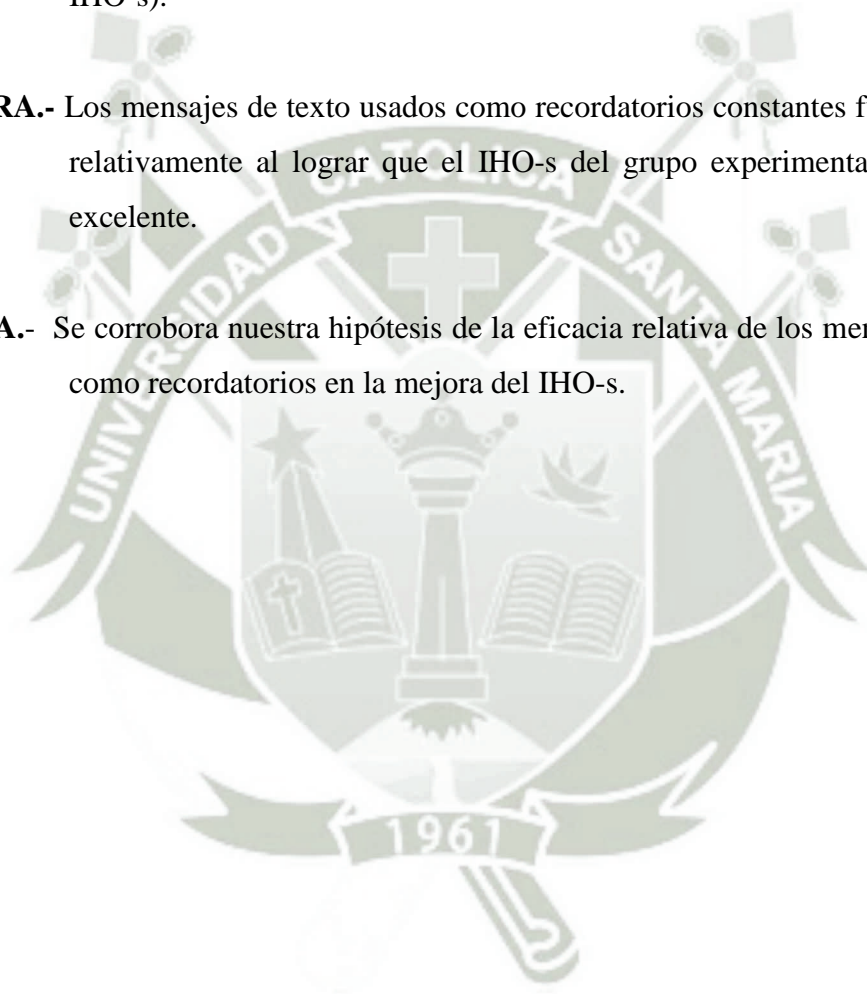 IHO-s).
RA.- Los mensajes de texto usados como recordatorios constantes f
relativamente al lograr que el IHO-s del grupo experimenta
excelente.
A.- Se corrobora nuestra hipótesis de la eficacia relativa de los mer
como recordatorios en la mejora del IHO-s.
UNIVERSIDAD CATOLICA SANTA MARIA
1961